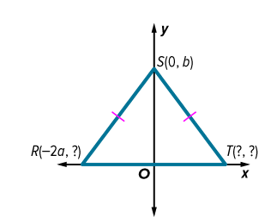 y
S(0, b)
R(−2a, ?)
T(?, ?)
O
x